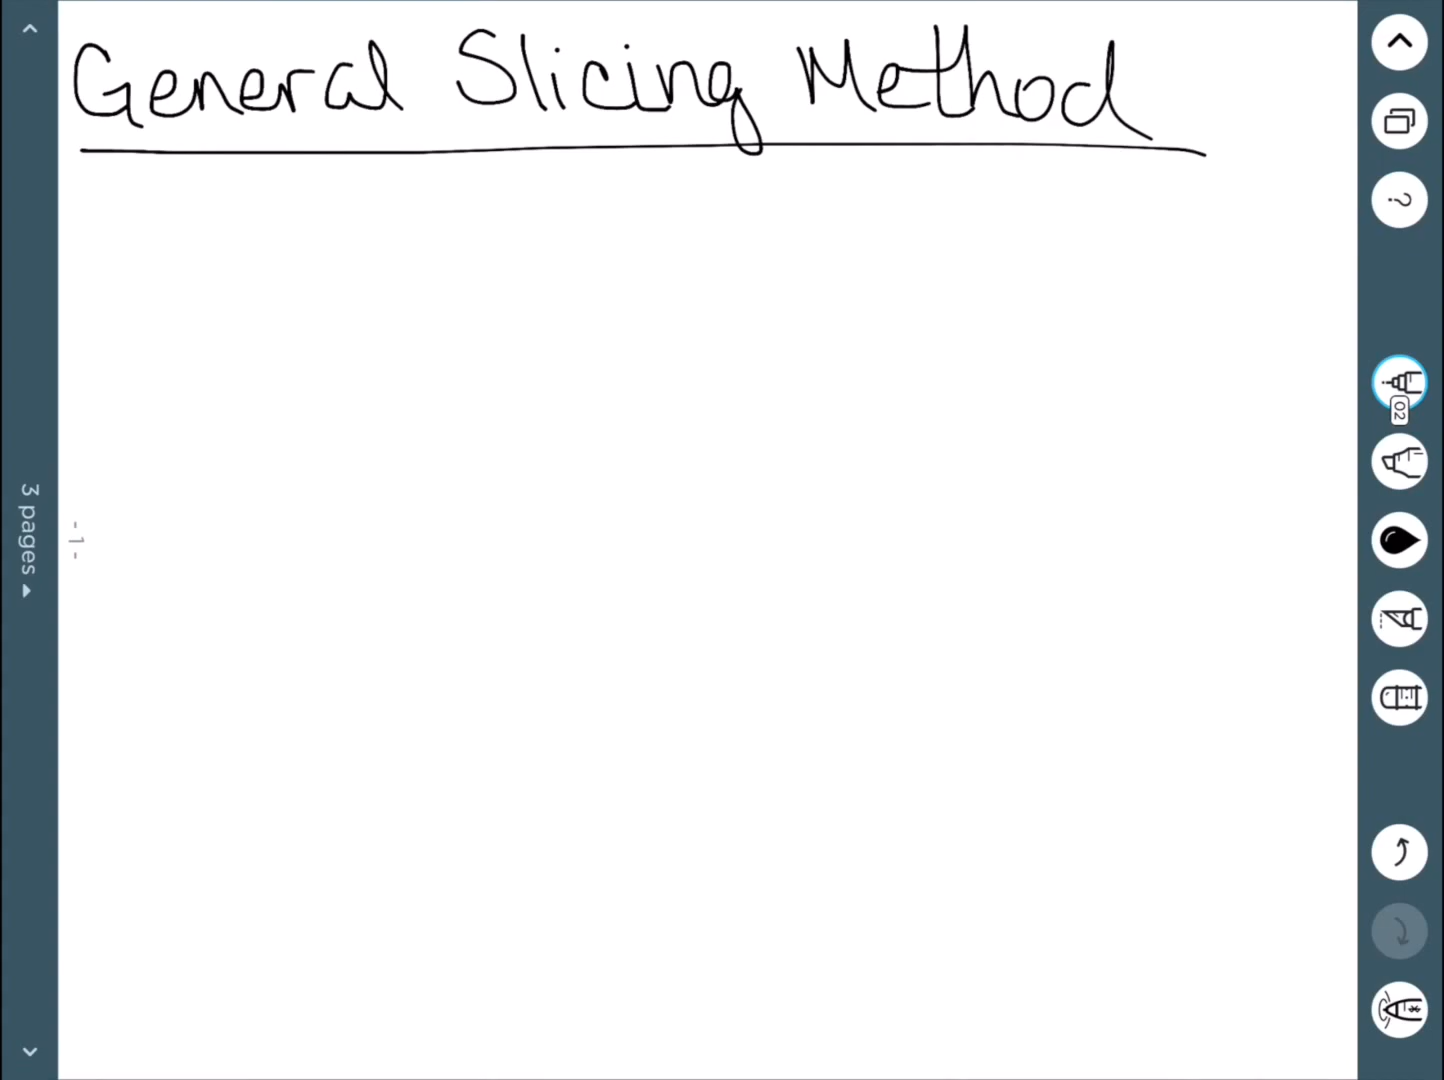 General Slicing Method
?
02
3 pages
- 1 -